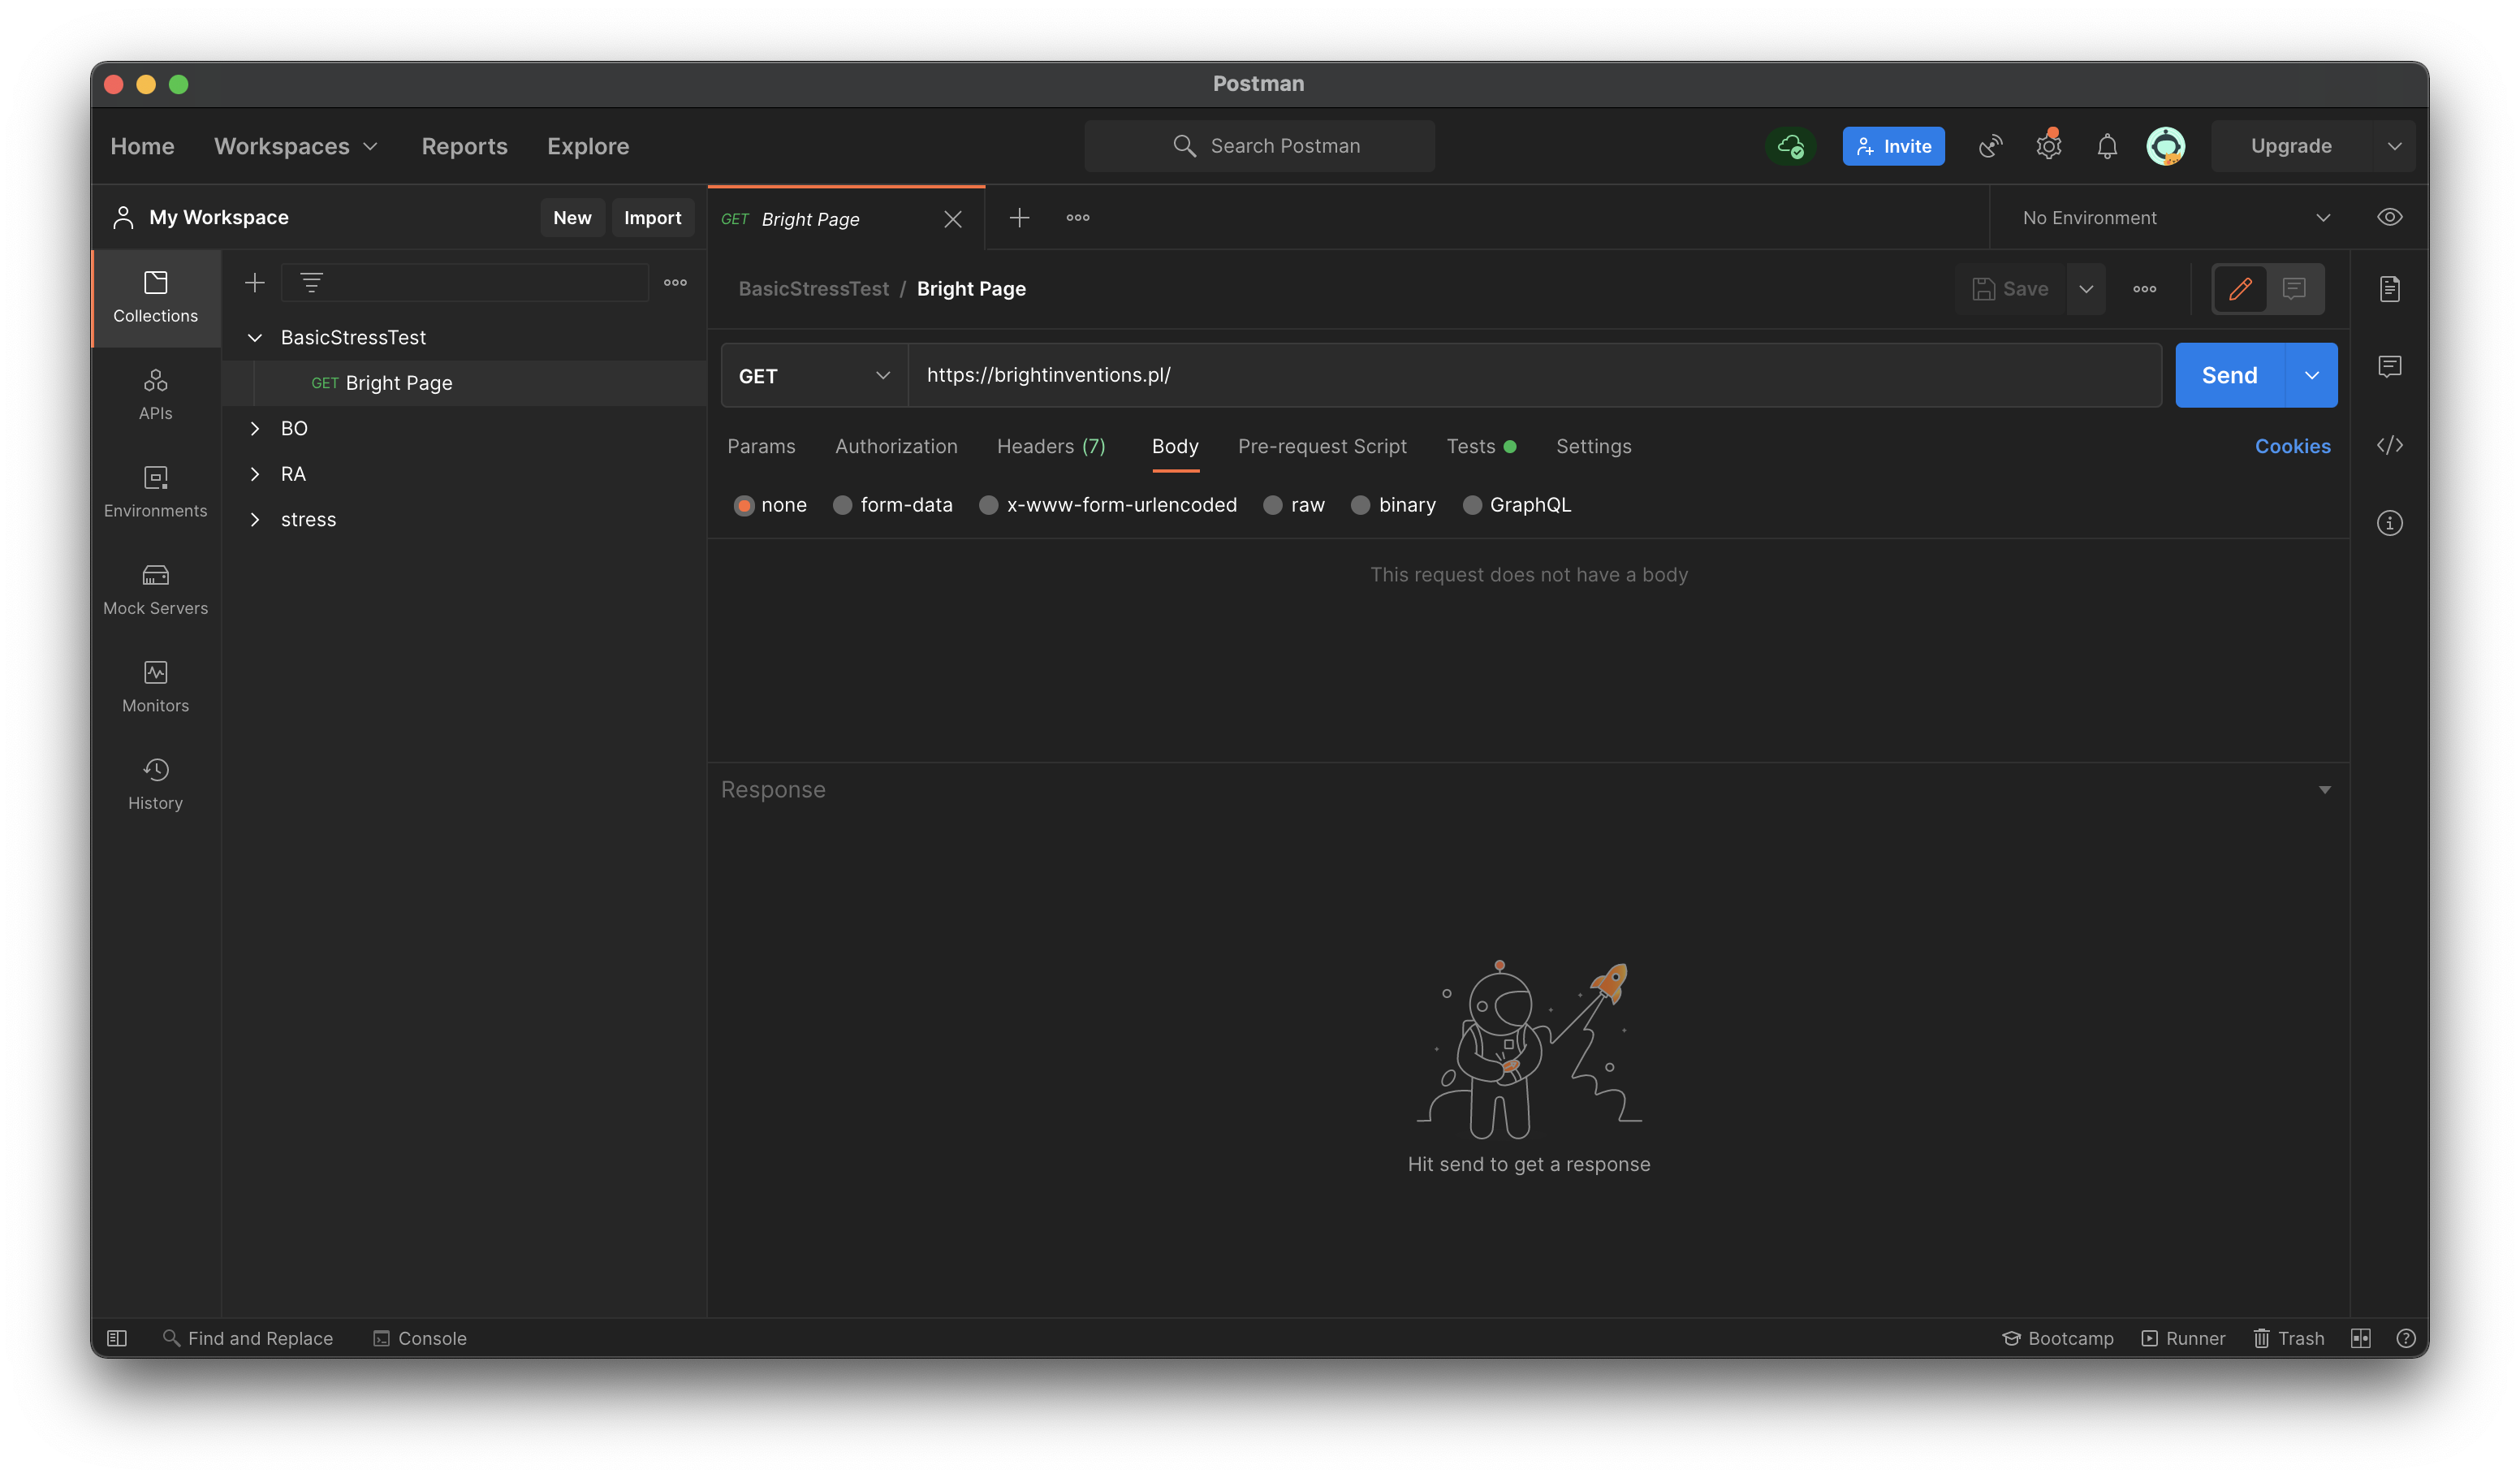 Postman
Home Workspaces Reports Explore Search Postman Invite Upgrade
My Workspace New Import GET Bright Page No Environment
Collections
BasicStressTest / Bright Page Save
BasicStressTest
GET Bright Page
BO
RA
stress
APIs
Environments
Mock Servers
Monitors
History
GET https://brightinventions.pl/ Send
Params Authorization Headers (7) Body Pre-request Script Tests Settings Cookies
none form-data x-www-form-urlencoded raw binary GraphQL
This request does not have a body
Response
Hit send to get a response
Find and Replace Console Bootcamp Runner Trash